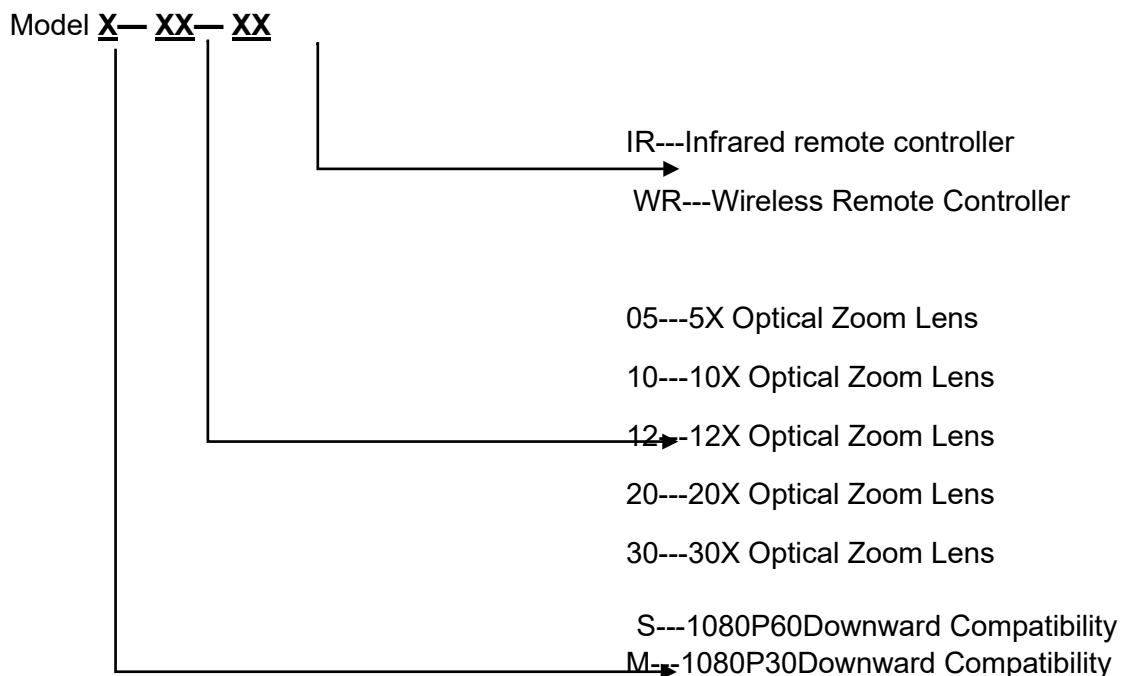 Model X— XX— XX
IR---Infrared remote controller
WR---Wireless Remote Controller
05---5X Optical Zoom Lens
10---10X Optical Zoom Lens
12---12X Optical Zoom Lens
20---20X Optical Zoom Lens
30---30X Optical Zoom Lens
S---1080P60Downward Compatibility
M---1080P30Downward Compatibility